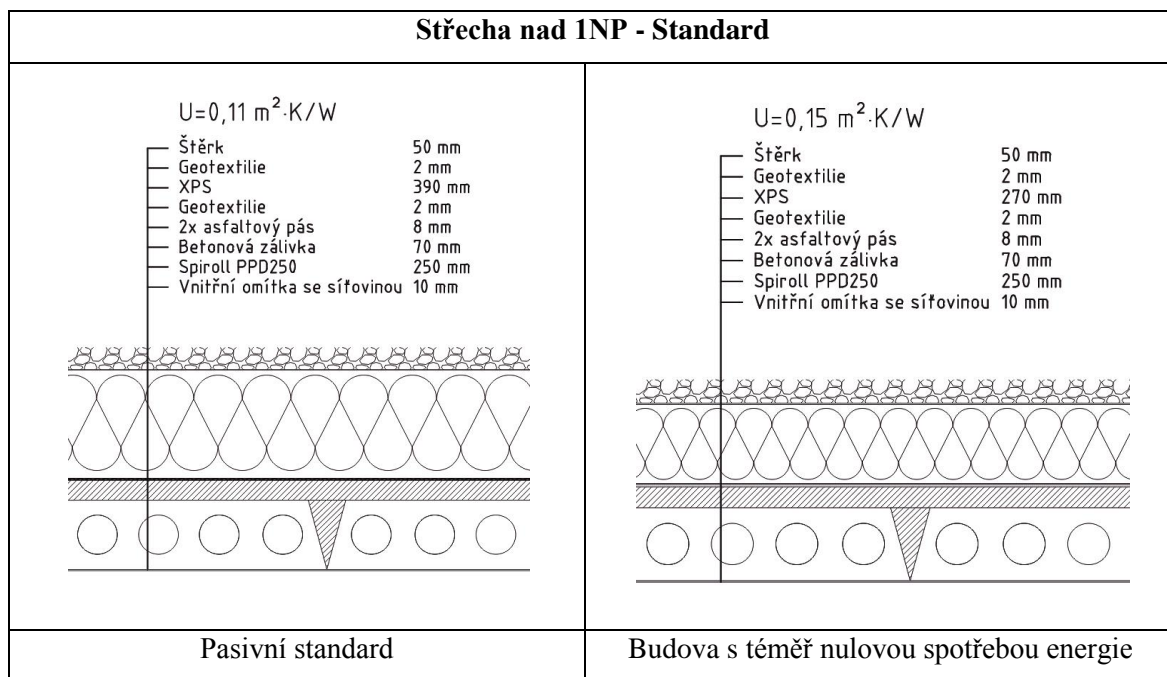 Střecha nad 1NP - Standard
U=0,11 m²·K/W
Štěrk 50 mm
Geotextilie 2 mm
XPS 390 mm
Geotextilie 2 mm
2x asfaltový pás 8 mm
Betonová zálivka 70 mm
Spiroll PPD250 250 mm
Vnitřní omítka se síťovinou 10 mm
Pasivní standard
U=0,15 m²·K/W
Štěrk 50 mm
Geotextilie 2 mm
XPS 270 mm
Geotextilie 2 mm
2x asfaltový pás 8 mm
Betonová zálivka 70 mm
Spiroll PPD250 250 mm
Vnitřní omítka se síťovinou 10 mm
Budova s téměř nulovou spotřebou energie